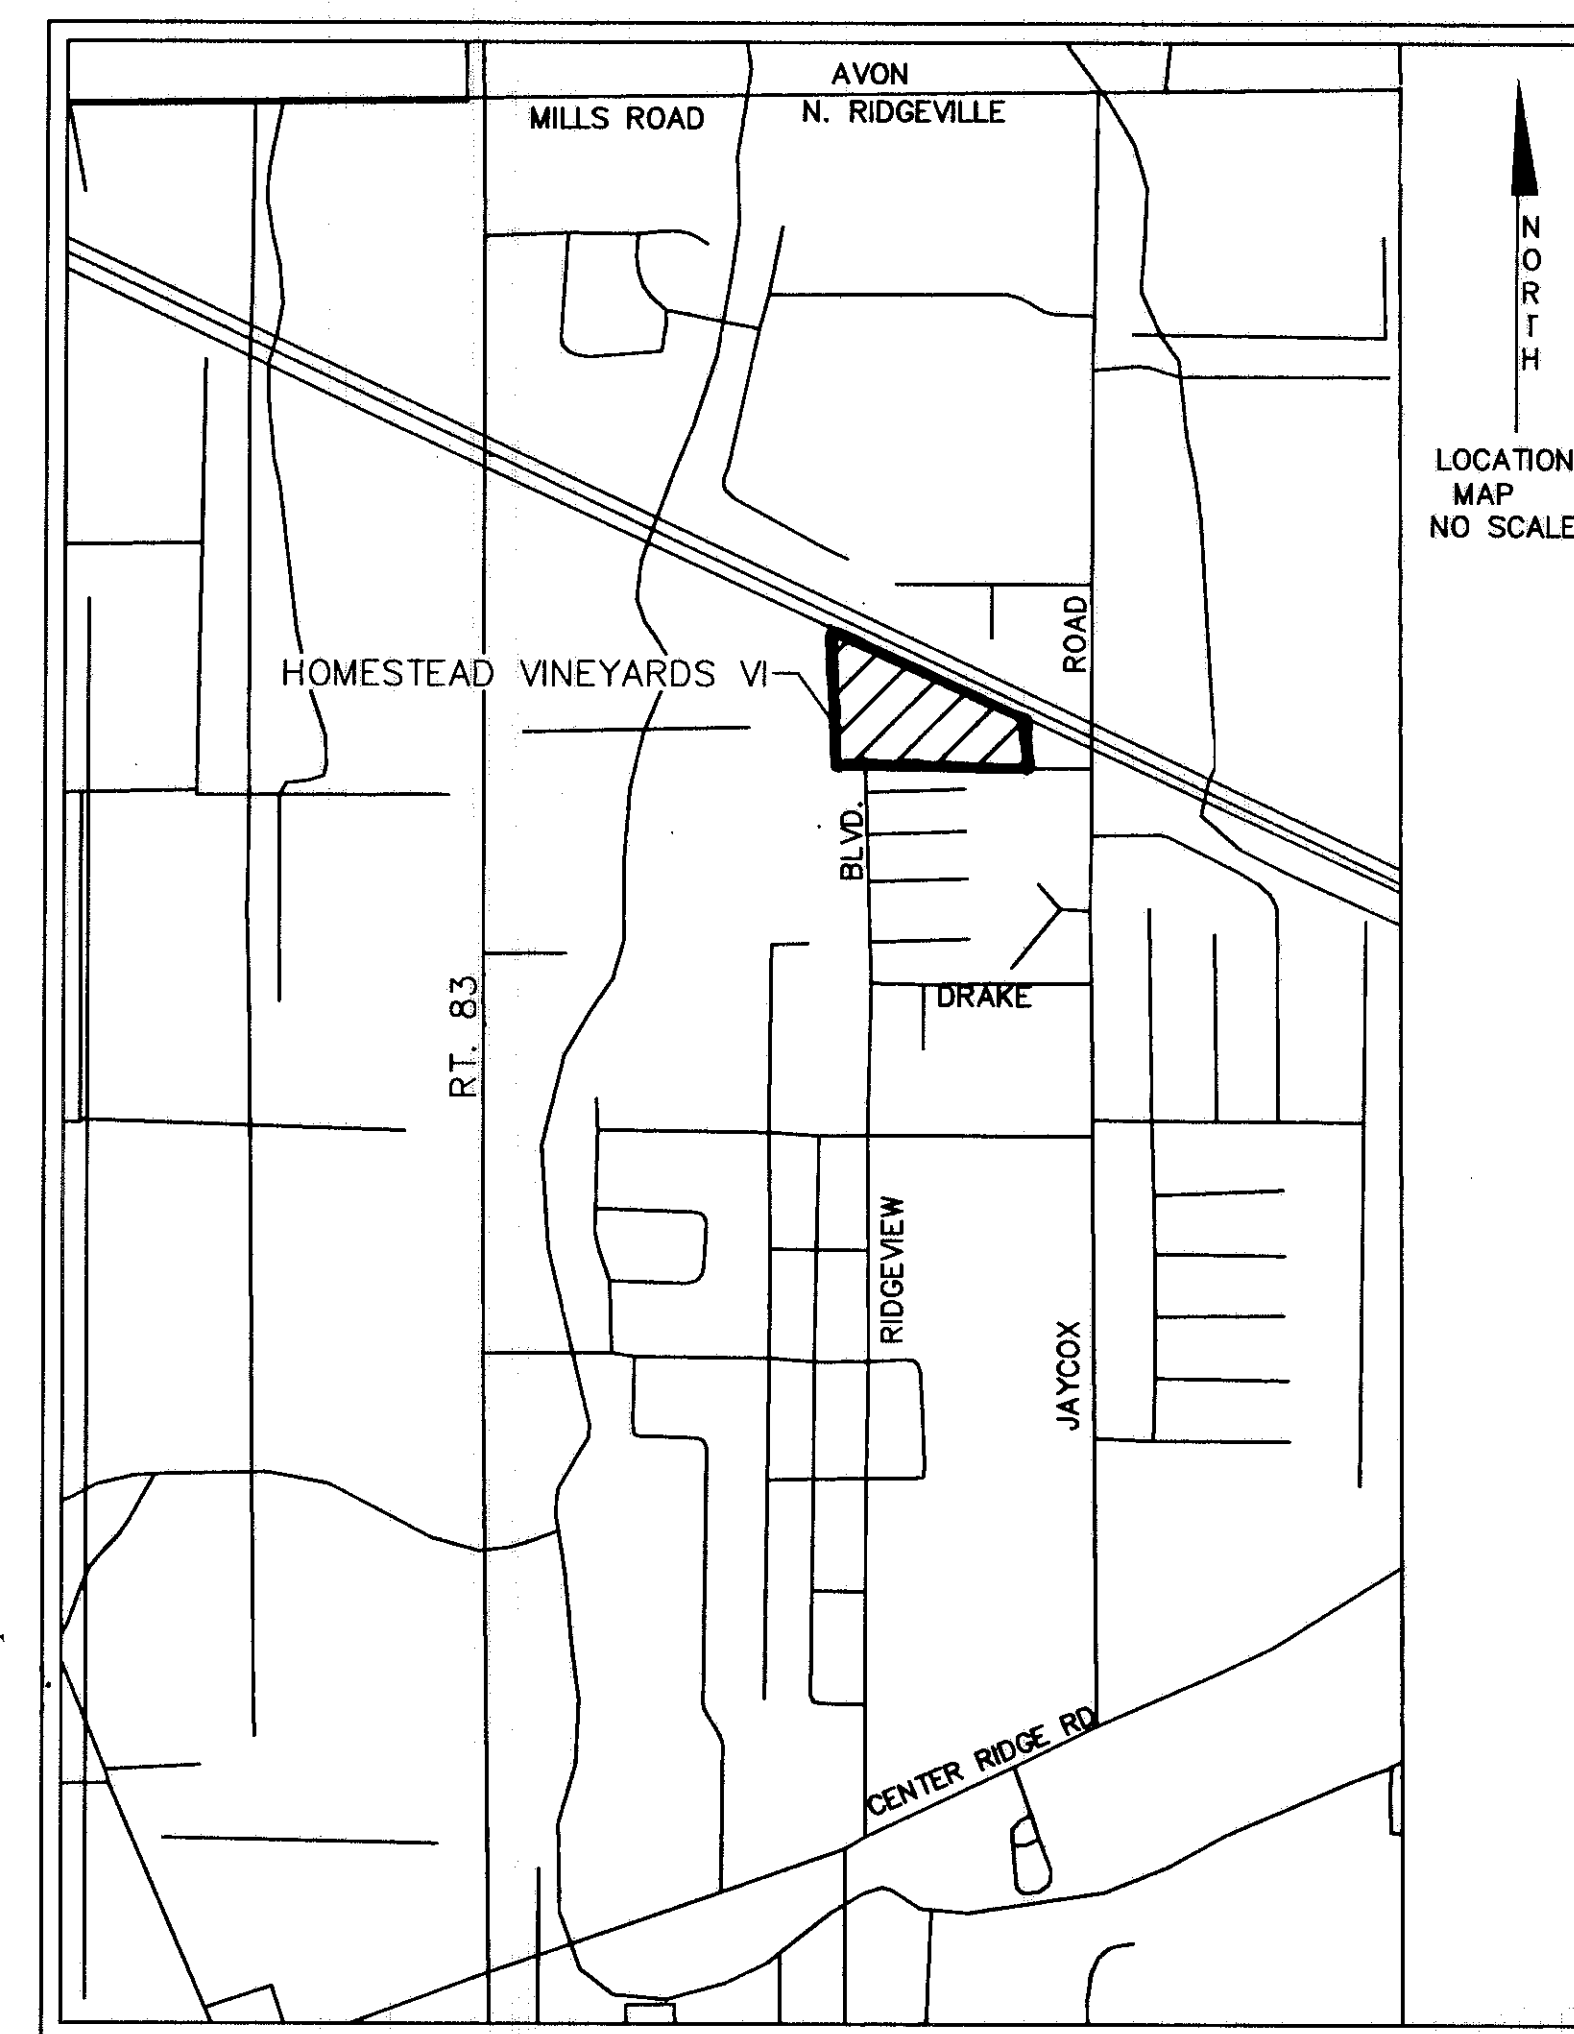 AVON
MILLS ROAD
N. RIDGEVILLE
NORTH
LOCATION
MAP
NO SCALE
ROAD
HOMESTEAD VINEYARDS VI
BLVD.
RT. 83
DRAKE
RIDGEVIEW
JAYCOX
CENTER RIDGE RD